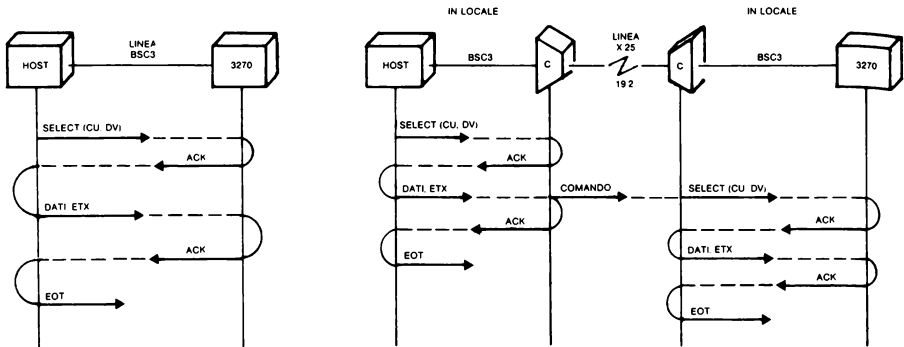 IN LOCALE
IN LOCALE
LINEA
BSC3
HOST
3270
LINEA
X 25
HOST
BSC3
C
19 2
C
BSC3
3270
SELECT (CU, DV)
ACK
DATI, ETX
ACK
EOT
SELECT (CU, DV)
ACK
DATI, ETX
COMANDO
ACK
EOT
SELECT (CU, DV)
ACK
DATI, ETX
ACK
EOT